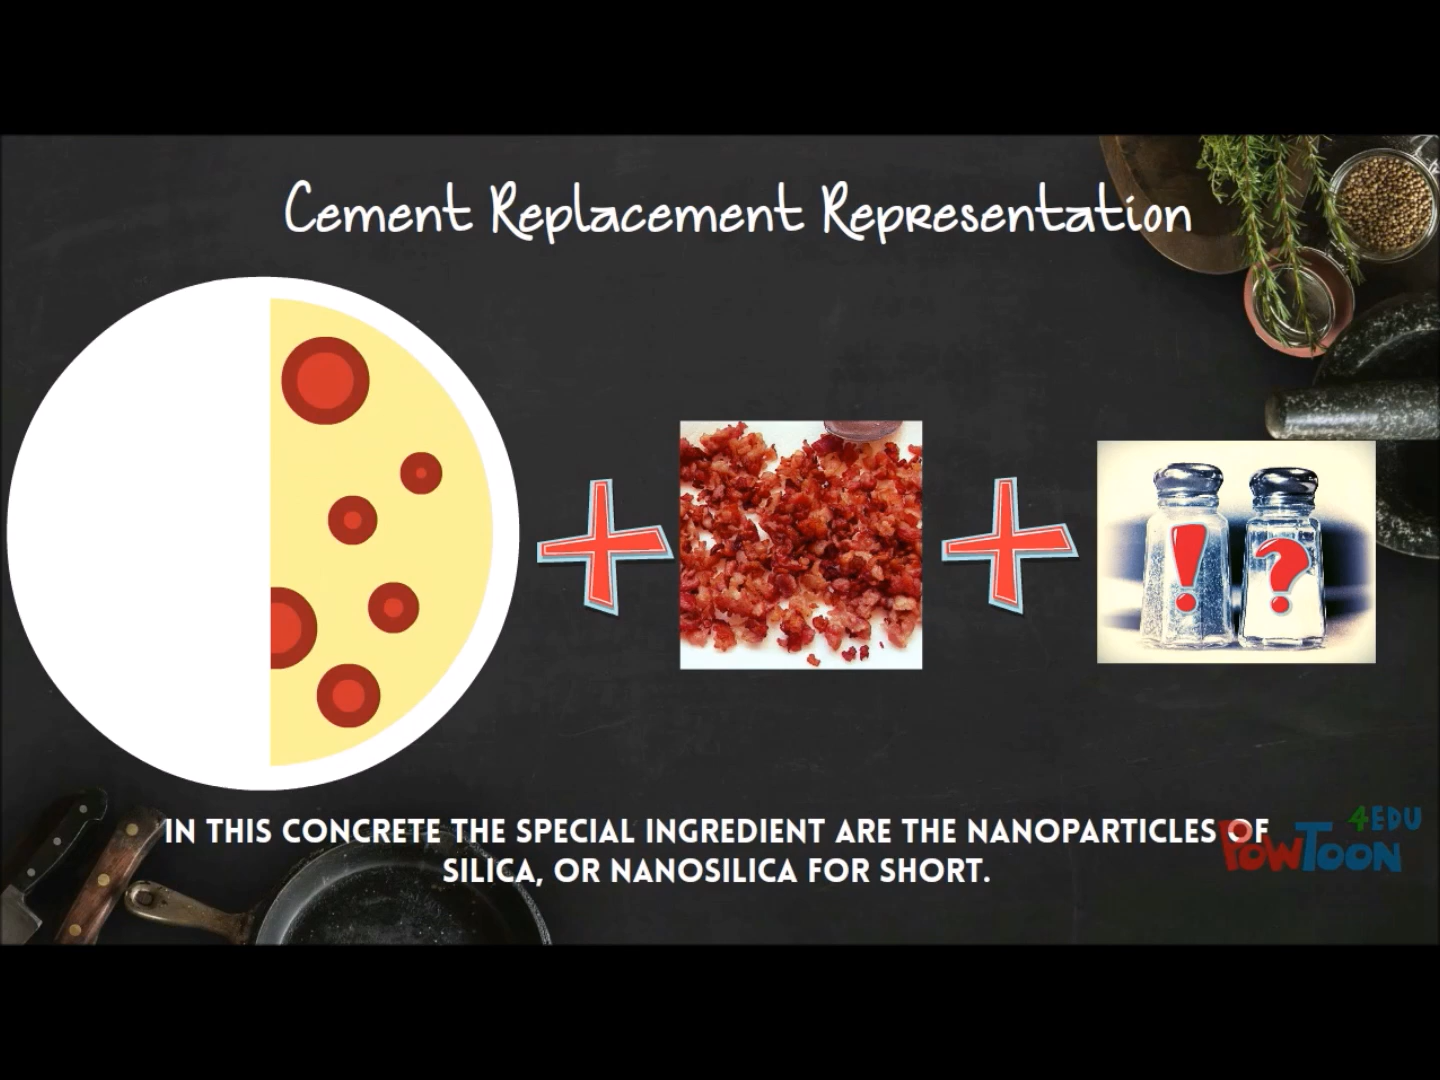 Cement Replacement Representation
! ?
IN THIS CONCRETE THE SPECIAL INGREDIENT ARE THE NANOPARTICLES OF
SILICA, OR NANOSILICA FOR SHORT.
4EDU
POWTOON